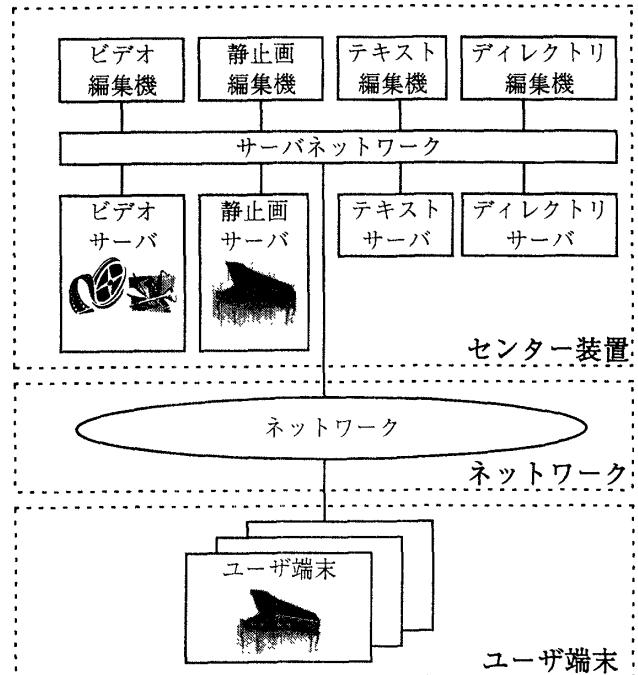 ビデオ
編集機
静止画
編集機
テキスト
編集機
ディレクトリ
編集機
サーバネットワーク
ビデオ
サーバ
静止画
サーバ
テキスト
サーバ
ディレクトリ
サーバ
センター装置
ネットワーク
ネットワーク
ユーザ端末
ユーザ端末